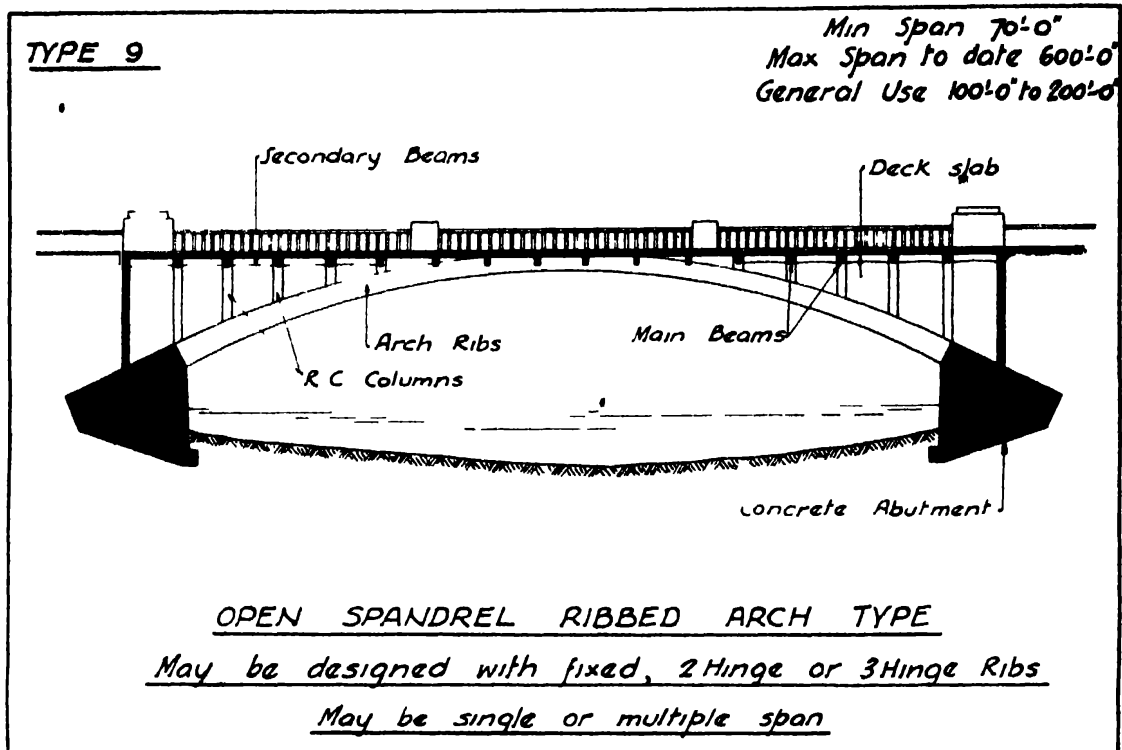 TYPE 9
Min Span 70'-0"
Max Span to date 600'-0"
General Use 100'-0" to 200'-0"
Secondary Beams
Deck slab
Arch Ribs
Main Beams
R C Columns
Concrete Abutment
OPEN SPANDREL RIBBED ARCH TYPE
May be designed with fixed, 2 Hinge or 3 Hinge Ribs
May be single or multiple span